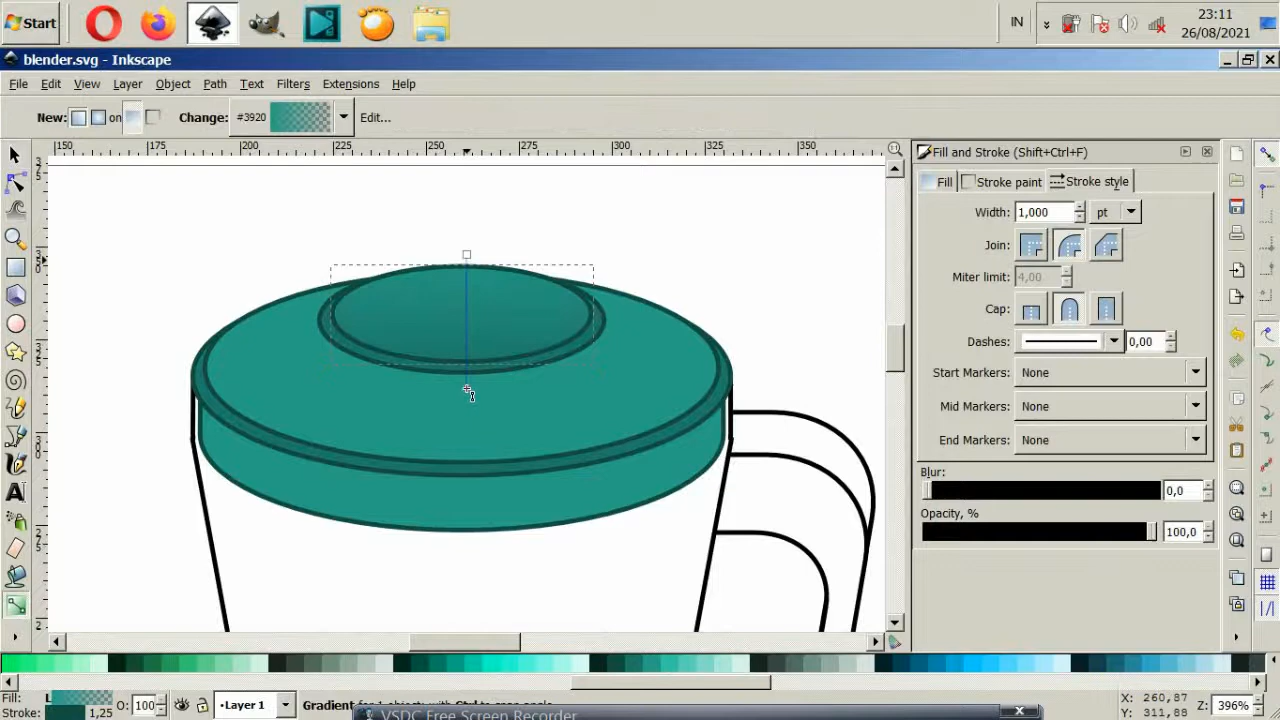 Start
IN
23:11
26/08/2021
blender.svg - Inkscape
File Edit View Layer Object Path Text Filters Extensions Help
New: on Change: #3920 Edit...
150 175 200 225 250 275 300 325 350
Fill and Stroke (Shift+Ctrl+F)
Fill Stroke paint Stroke style
Width: 1,000 pt
Join:
Miter limit: 4,00
Cap:
Dashes: 0,00
Start Markers: None
Mid Markers: None
End Markers: None
Blur:
0,0
Opacity, %
100,0
Fill: L
Stroke: 1,25
O: 100
Layer 1
Gradient
X: 260,87
Y: 311,88
Z: 396%
VSDC Free Screen Recorder